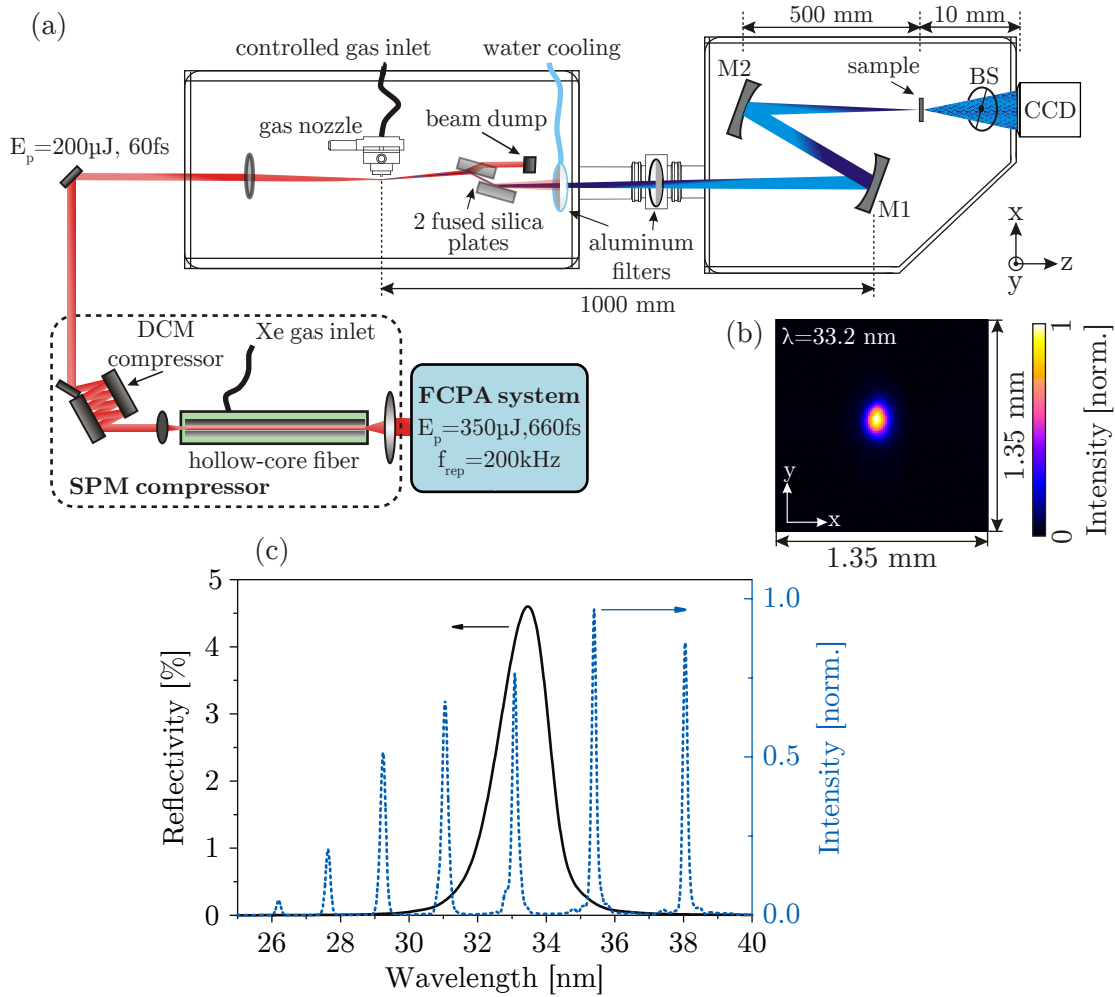 (a)
500 mm
10 mm
controlled gas inlet
water cooling
M2
sample
BS
CCD
gas nozzle
beam dump
E_p=200µJ, 60fs
M1
2 fused silica
plates
aluminum
filters
x
y
z
1000 mm
Xe gas inlet
DCM
compressor
hollow-core fiber
SPM compressor
FCPA system
E_p=350µJ,660fs
f_rep=200kHz
(b)
λ=33.2 nm
y
x
1.35 mm
1.35 mm
1
0
Intensity [norm.]
(c)
5
4
3
2
1
0
Reflectivity [%]
1.0
0.5
0.0
Intensity [norm.]
26 28 30 32 34 36 38 40
Wavelength [nm]